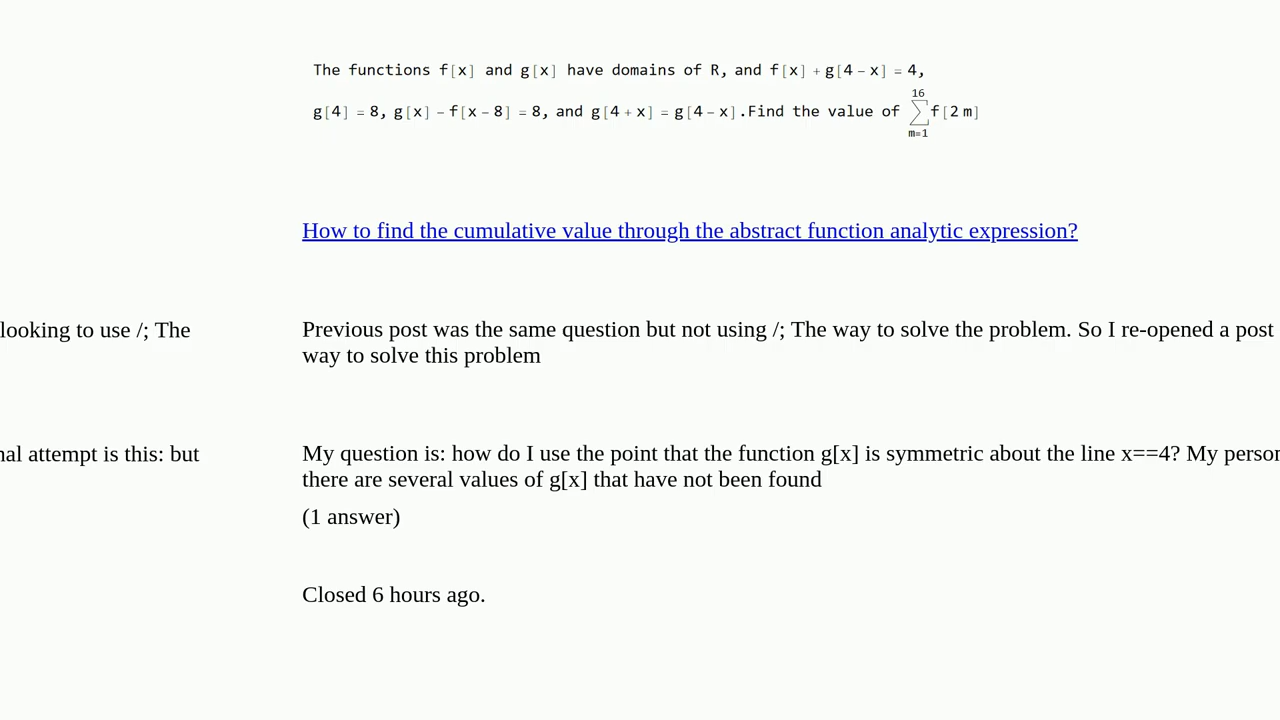 The functions f[x] and g[x] have domains of R, and f[x] + g[4 - x] = 4,
g[4] = 8, g[x] - f[x - 8] = 8, and g[4 + x] = g[4 - x].Find the value of ∑_{m=1}^{16} f[2 m]
How to find the cumulative value through the abstract function analytic expression?
looking to use /; The
Previous post was the same question but not using /; The way to solve the problem. So I re-opened a post
way to solve this problem
nal attempt is this: but
My question is: how do I use the point that the function g[x] is symmetric about the line x==4? My person
there are several values of g[x] that have not been found
(1 answer)
Closed 6 hours ago.